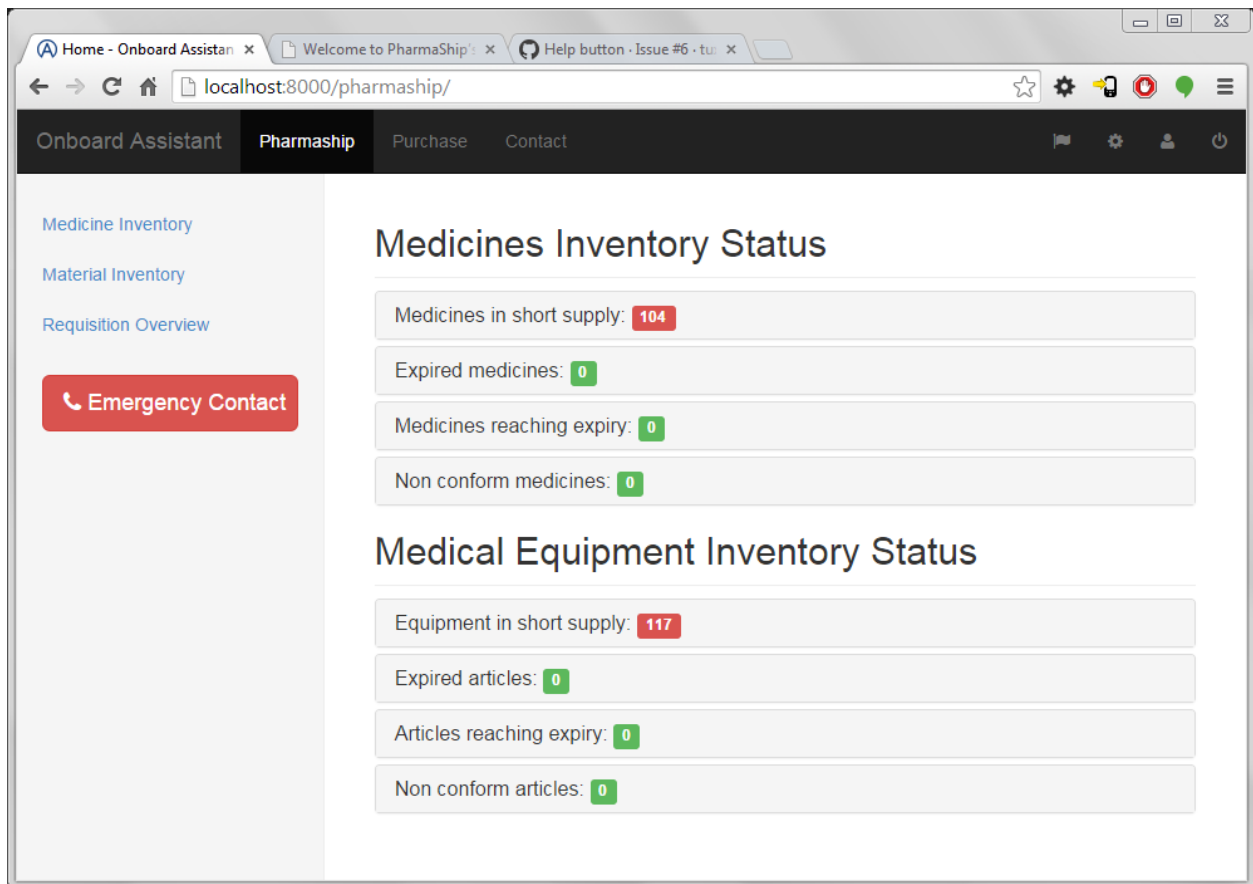 Home - Onboard Assistan
Welcome to PharmaShip's
Help button · Issue #6 · tu
localhost:8000/pharmaship/
Onboard Assistant
Pharmaship
Purchase
Contact
Medicine Inventory
Material Inventory
Requisition Overview
Emergency Contact
Medicines Inventory Status
Medicines in short supply: 104
Expired medicines: 0
Medicines reaching expiry: 0
Non conform medicines: 0
Medical Equipment Inventory Status
Equipment in short supply: 117
Expired articles: 0
Articles reaching expiry: 0
Non conform articles: 0